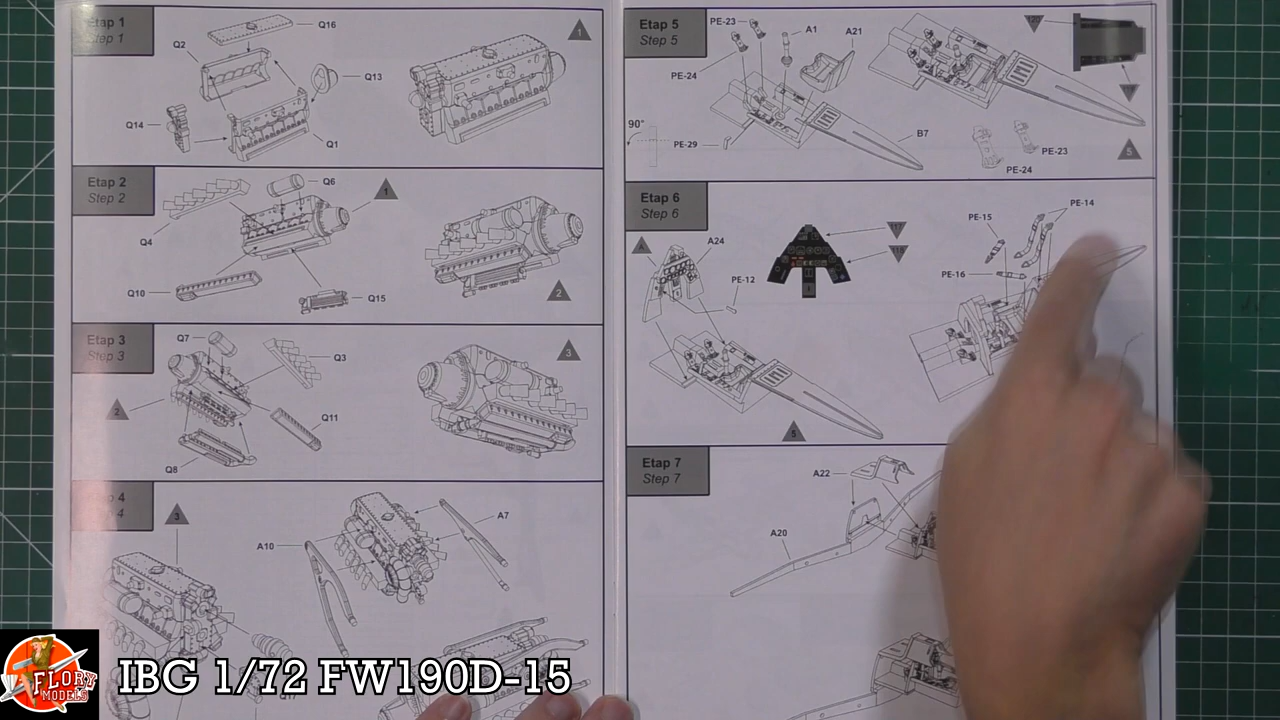 Etap 1
Step 1
Q16
Q2
Q13
Q14
Q1
1
Etap 2
Step 2
Q6
1
Q4
Q10
Q15
2
Etap 3
Step 3
Q7
Q3
3
2
Q11
Q8
4
4
3
A7
A10
Etap 5
Step 5
PE-23
A1
A21
PE-24
90°
PE-29
B7
PE-23
PE-24
5
Etap 6
Step 6
PE-14
PE-15
A24
PE-16
PE-12
5
Etap 7
Step 7
A22
A20
FLORY
MODELS
IBG 1/72 FW190D-15